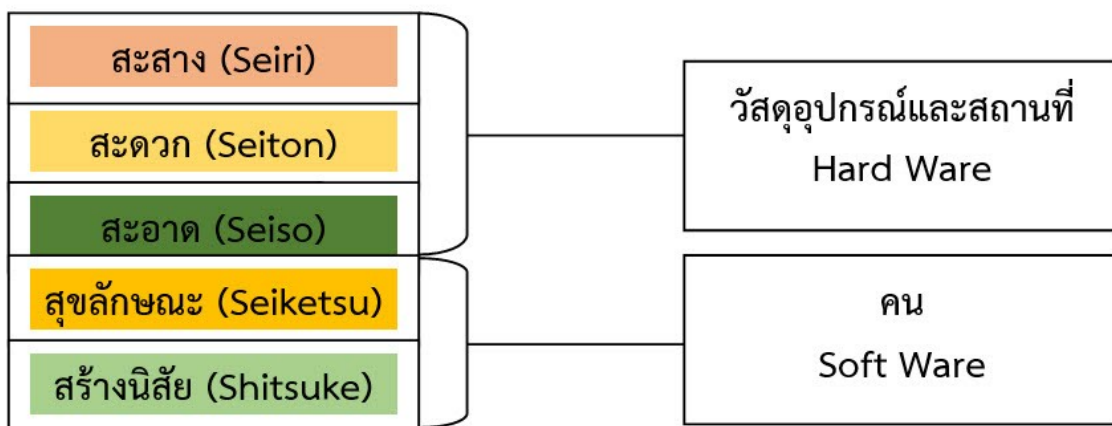 สะสาง (Seiri)
สะดวก (Seiton)
สะอาด (Seiso)
สุขลักษณะ (Seiketsu)
สร้างนิสัย (Shitsuke)
วัสดุอุปกรณ์และสถานที่
Hard Ware
คน
Soft Ware